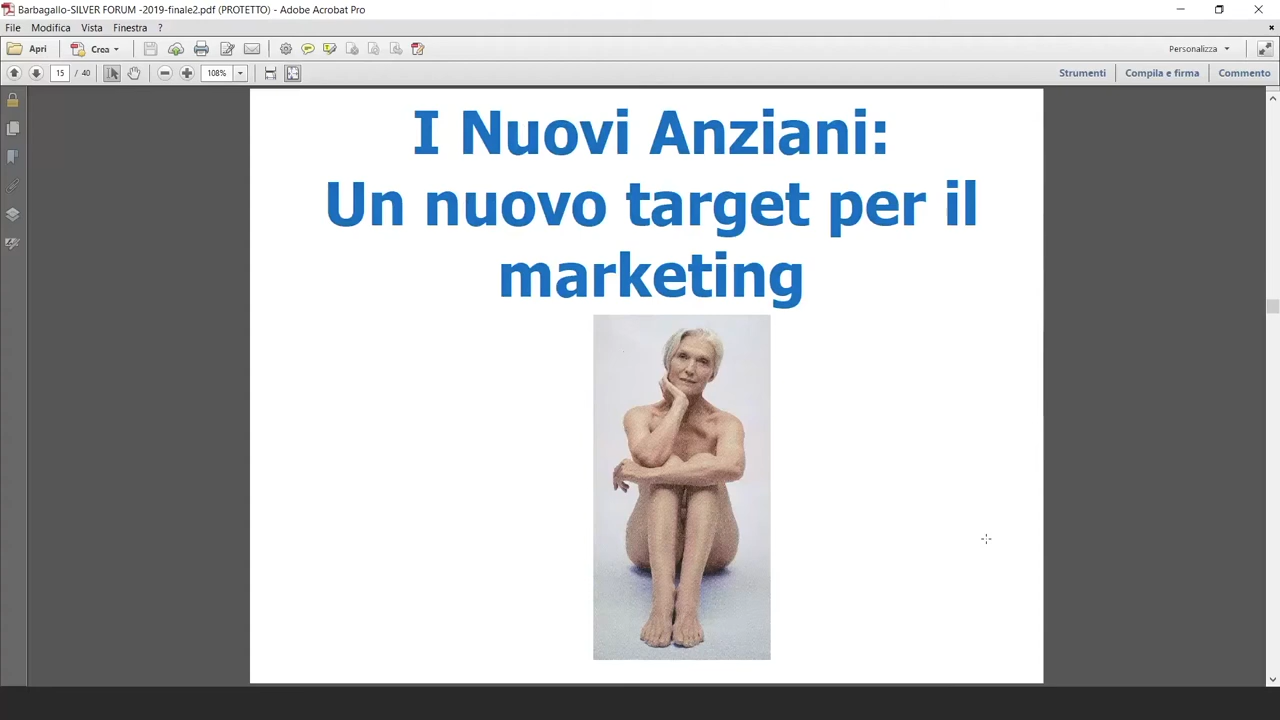 Barbagallo-SILVER FORUM -2019-finale2.pdf (PROTETTO) - Adobe Acrobat Pro
File Modifica Vista Finestra ?
Apri Crea Personalizza
15 / 40 108% Strumenti Compila e firma Commento
I Nuovi Anziani:
Un nuovo target per il
marketing